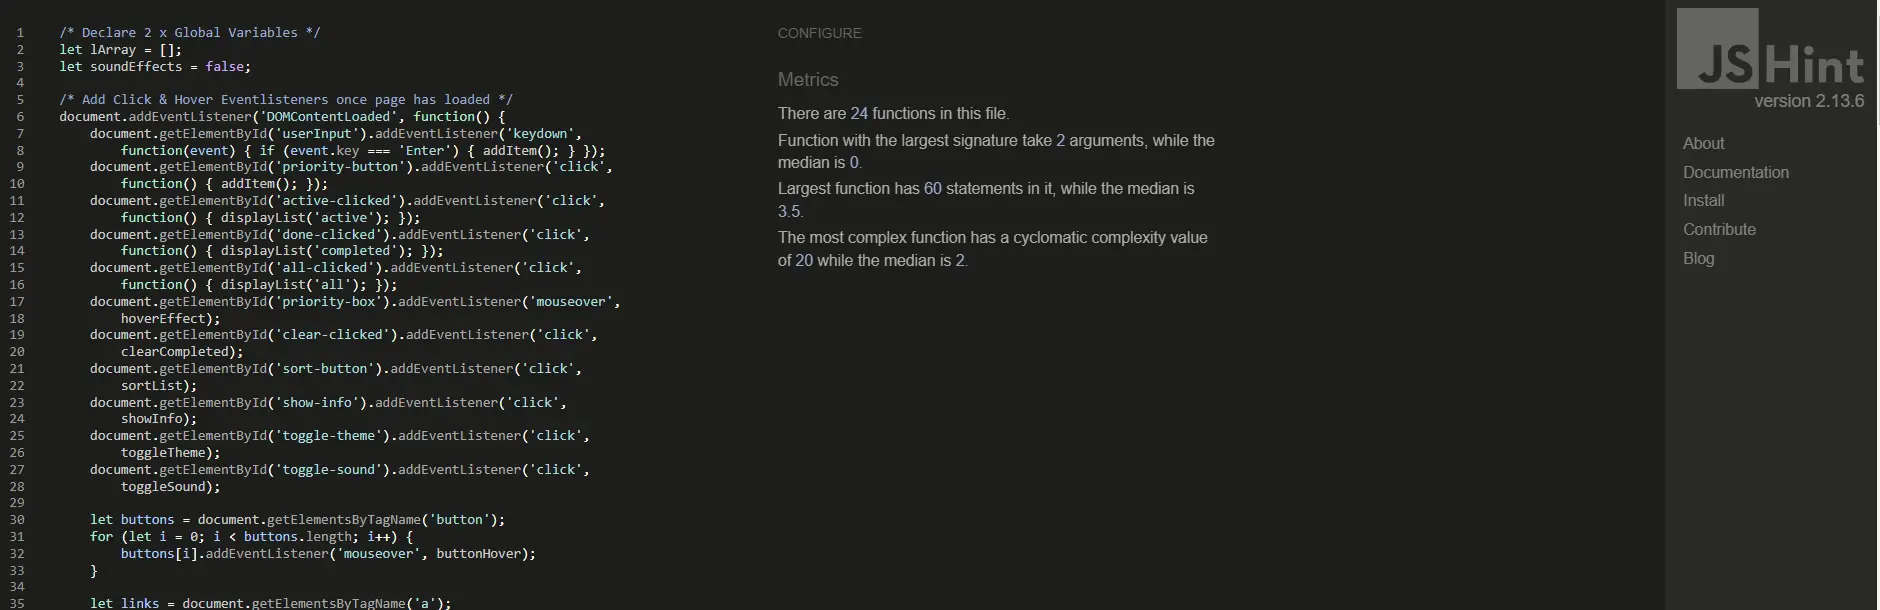 1 /* Declare 2 x Global Variables */
2 let lArray = [];
3 let soundEffects = false;
4
5 /* Add Click & Hover Eventlisteners once page has loaded */
6 document.addEventListener('DOMContentLoaded', function() {
7 document.getElementById('userInput').addEventListener('keydown',
8 function(event) { if (event.key === 'Enter') { addItem(); } });
9 document.getElementById('priority-button').addEventListener('click',
10 function() { addItem(); });
11 document.getElementById('active-clicked').addEventListener('click',
12 function() { displayList('active'); });
13 document.getElementById('done-clicked').addEventListener('click',
14 function() { displayList('completed'); });
15 document.getElementById('all-clicked').addEventListener('click',
16 function() { displayList('all'); });
17 document.getElementById('priority-box').addEventListener('mouseover',
18 hoverEffect);
19 document.getElementById('clear-clicked').addEventListener('click',
20 clearCompleted);
21 document.getElementById('sort-button').addEventListener('click',
22 sortList);
23 document.getElementById('show-info').addEventListener('click',
24 showInfo);
25 document.getElementById('toggle-theme').addEventListener('click',
26 toggleTheme);
27 document.getElementById('toggle-sound').addEventListener('click',
28 toggleSound);
29
30 let buttons = document.getElementsByTagName('button');
31 for (let i = 0; i < buttons.length; i++) {
32 buttons[i].addEventListener('mouseover', buttonHover);
33 }
34
35 let links = document.getElementsByTagName('a');
CONFIGURE
Metrics
There are 24 functions in this file.
Function with the largest signature take 2 arguments, while the
median is 0.
Largest function has 60 statements in it, while the median is
3.5.
The most complex function has a cyclomatic complexity value
of 20 while the median is 2.
JSHint
version 2.13.6
About
Documentation
Install
Contribute
Blog